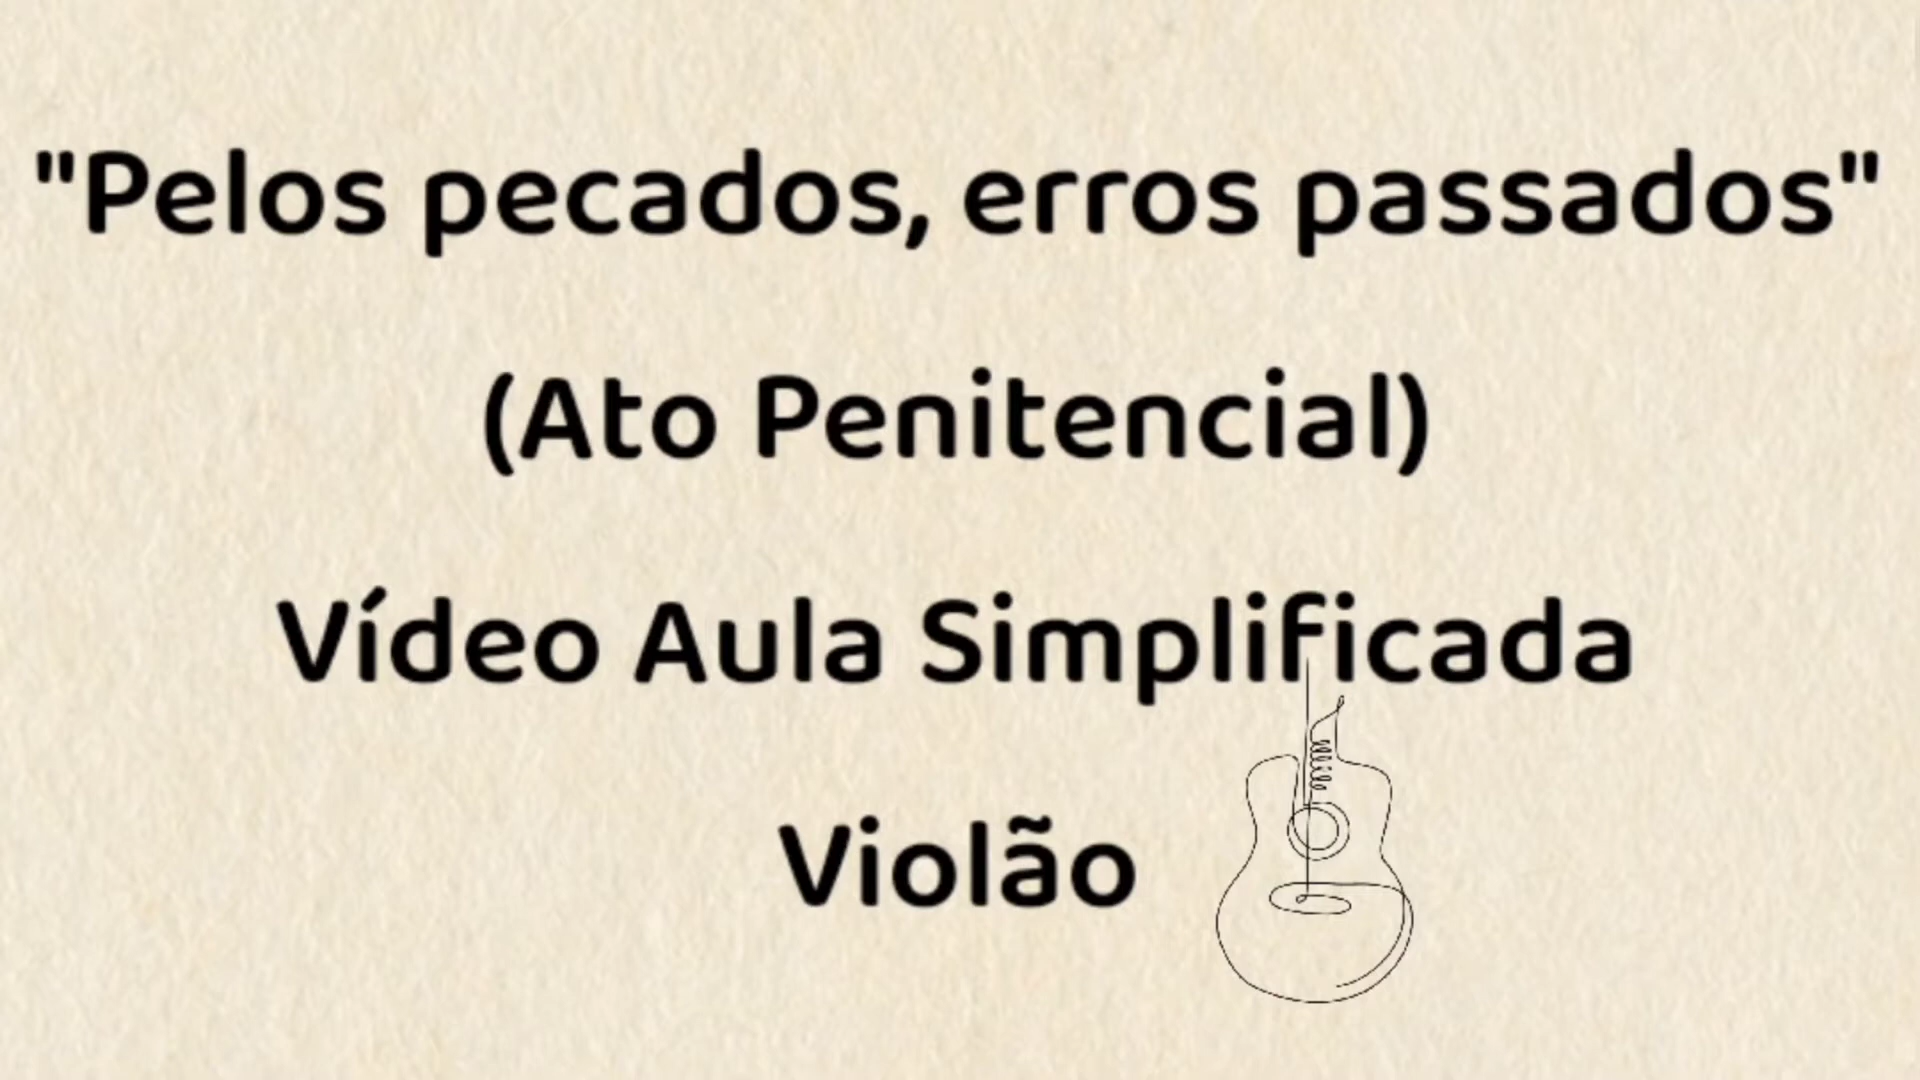 "Pelos pecados, erros passados"
(Ato Penitencial)
Vídeo Aula Simplificada
Violão